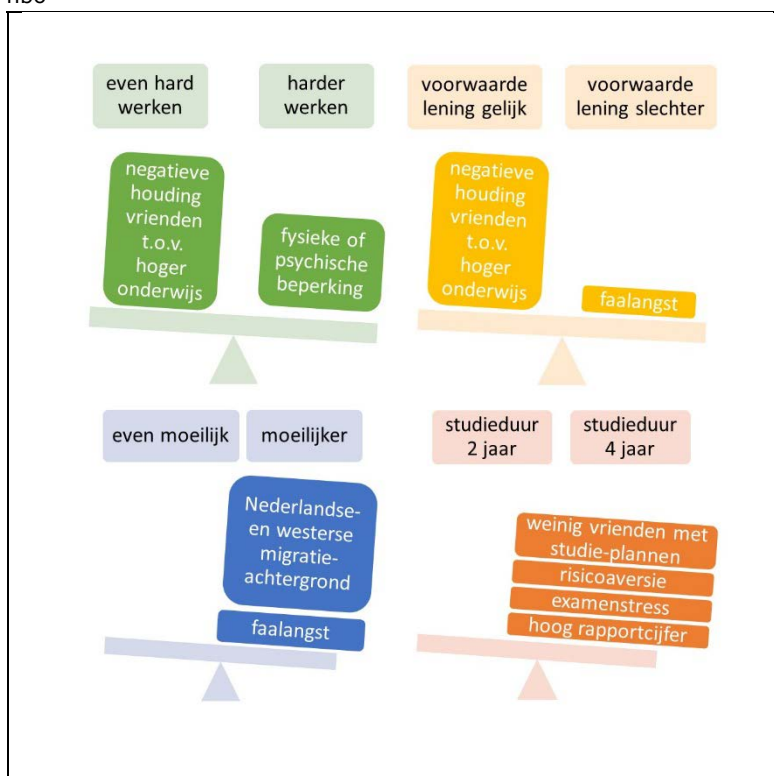 even hard
werken
harder
werken
voorwaarde
lening gelijk
voorwaarde
lening slechter
negatieve
houding
vrienden
t.o.v.
hoger
onderwijs
fysieke of
psychische
beperking
negatieve
houding
vrienden
t.o.v.
hoger
onderwijs
faalangst
even moeilijk
moeilijker
studieduur
2 jaar
studieduur
4 jaar
Nederlandse-
en westerse
migratie-
achtergrond
faalangst
weinig vrienden met
studie-plannen
risicoaversie
examenstress
hoog rapportcijfer